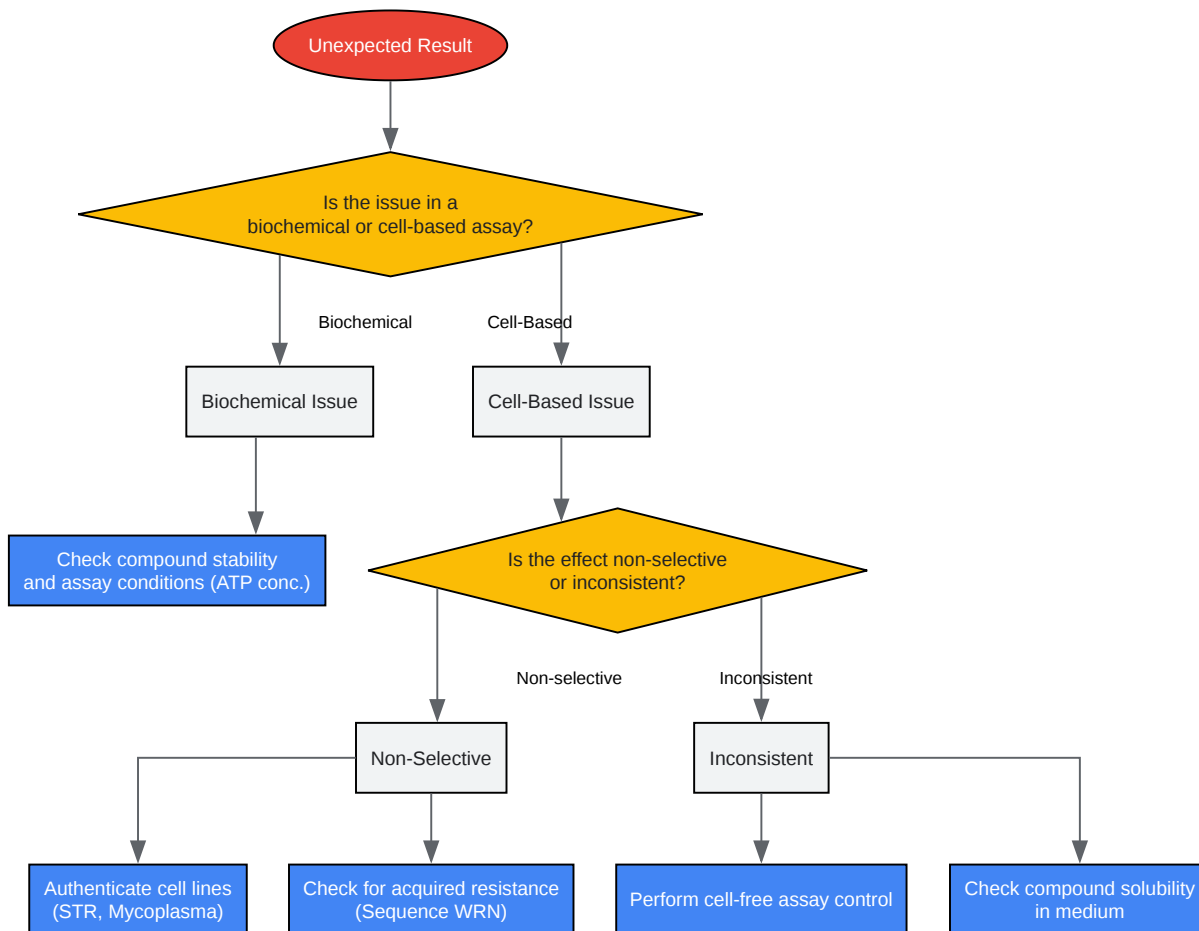 Unexpected Result
Is the issue in a
biochemical or cell-based assay?
Biochemical
Cell-Based
Biochemical Issue
Cell-Based Issue
Check compound stability
and assay conditions (ATP conc.)
Is the effect non-selective
or inconsistent?
Non-selective
Inconsistent
Non-Selective
Inconsistent
Authenticate cell lines
(STR, Mycoplasma)
Check for acquired resistance
(Sequence WRN)
Perform cell-free assay control
Check compound solubility
in medium